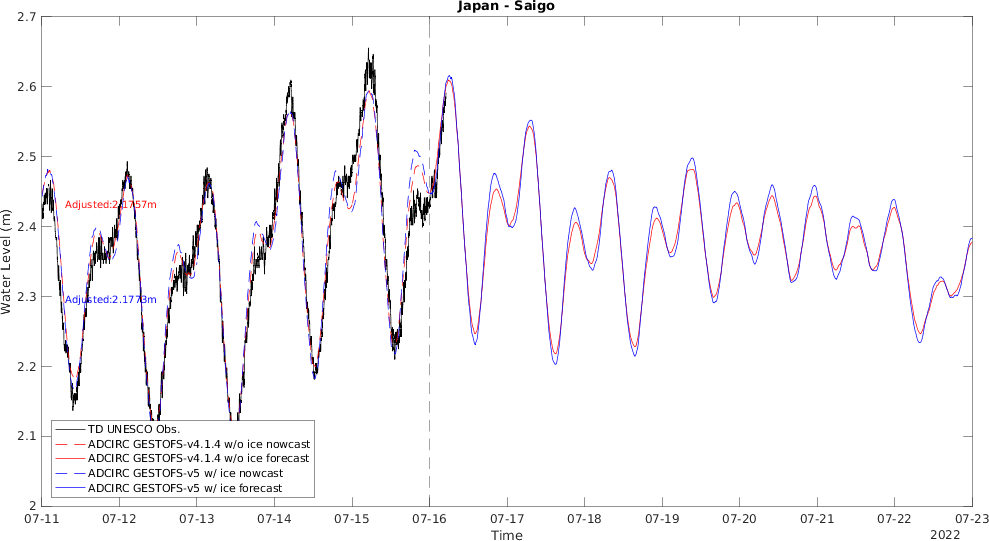 Japan - Saigo
2.7
2.6
2.5
2.4
2.3
2.2
2.1
2
Water Level (m)
Adjusted:2.1757m
Adjusted:2.1773m
TD UNESCO Obs.
ADCIRC GESTOFS-v4.1.4 w/o ice nowcast
ADCIRC GESTOFS-v4.1.4 w/o ice forecast
ADCIRC GESTOFS-v5 w/ ice nowcast
ADCIRC GESTOFS-v5 w/ ice forecast
07-11 07-12 07-13 07-14 07-15 07-16 07-17 07-18 07-19 07-20 07-21 07-22 07-23
Time
2022